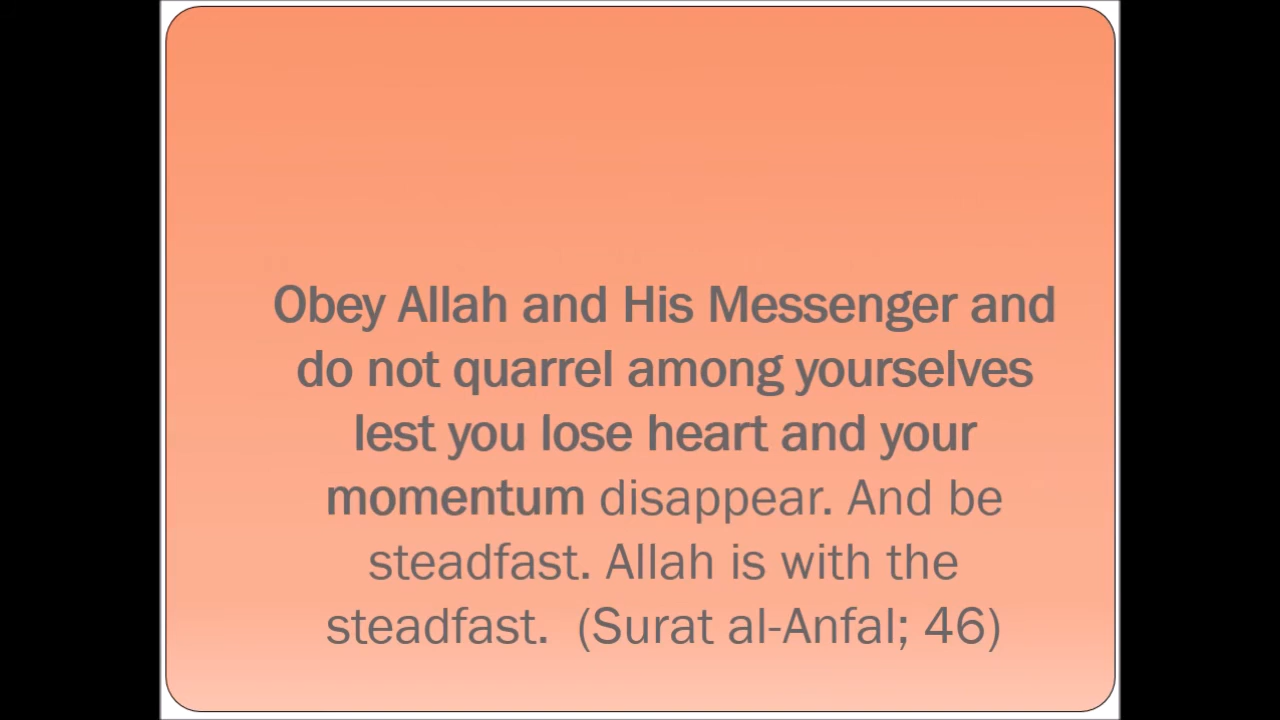 Obey Allah and His Messenger and
do not quarrel among yourselves
lest you lose heart and your
momentum disappear. And be
steadfast. Allah is with the
steadfast.  (Surat al-Anfal; 46)